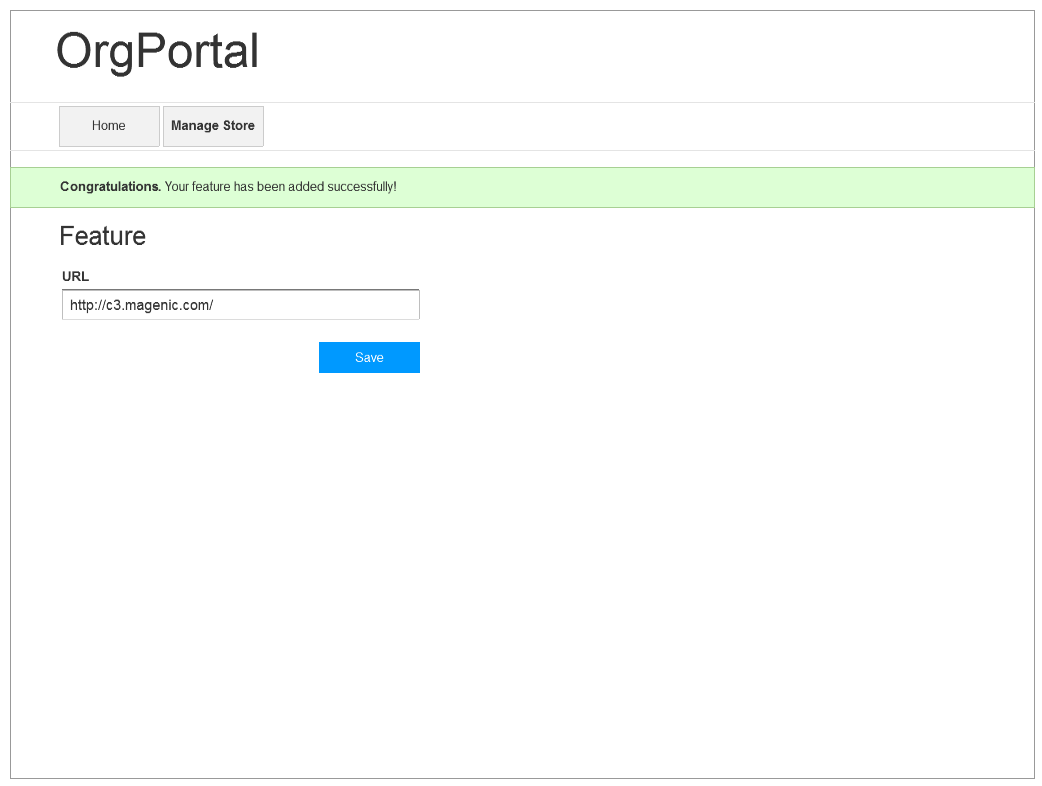 OrgPortal
Home
Manage Store
Congratulations. Your feature has been added successfully!
Feature
URL
http://c3.magenic.com/
Save